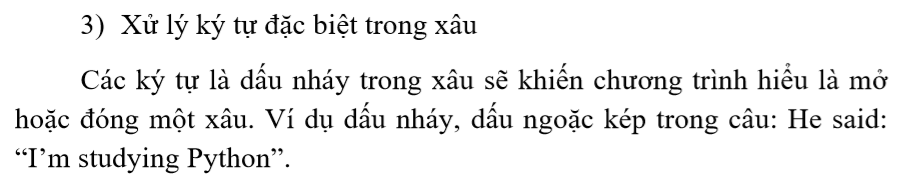 3) Xử lý ký tự đặc biệt trong xâu
Các ký tự là dấu nháy trong xâu sẽ khiến chương trình hiểu là mở
hoặc đóng một xâu. Ví dụ dấu nháy, dấu ngoặc kép trong câu: He said:
“I’m studying Python”.